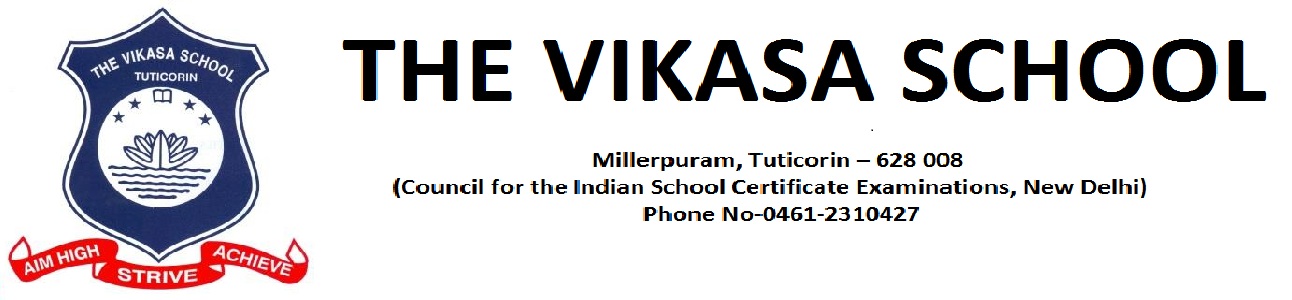 THE VIKASA SCHOOL
TUTICORIN
AIM HIGH
STRIVE
ACHIEVE
THE VIKASA SCHOOL
Millerpuram, Tuticorin – 628 008
(Council for the Indian School Certificate Examinations, New Delhi)
Phone No-0461-2310427